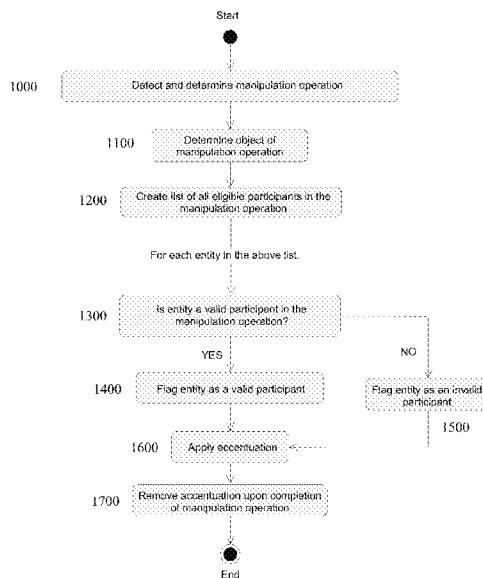 Start
1000
Detect and determine manipulation operation
1100
Determine object of
manipulation operation
1200
Create list of all eligible participants in the
manipulation operation
For each entity in the above list.
1300
Is entity a valid participant in the
manipulation operation?
YES
NO
1400
Flag entity as a valid participant
Flag entity as an invalid
participant
1500
1600
Apply accentuation
1700
Remove accentuation upon completion
of manipulation operation
End